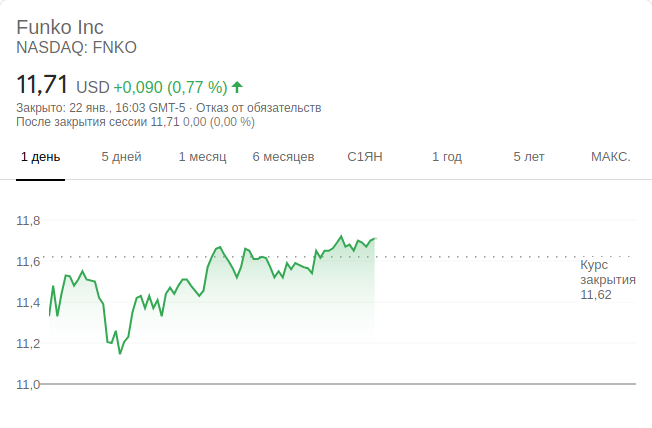 Funko Inc
NASDAQ: FNKO
11,71 USD +0,090 (0,77 %)
Закрыто: 22 янв., 16:03 GMT-5 · Отказ от обязательств
После закрытия сессии 11,71 0,00 (0,00 %)
1 день 5 дней 1 месяц 6 месяцев С1ЯН 1 год 5 лет МАКС.
11,8
11,6
11,4
11,2
11,0
Курс
закрытия
11,62